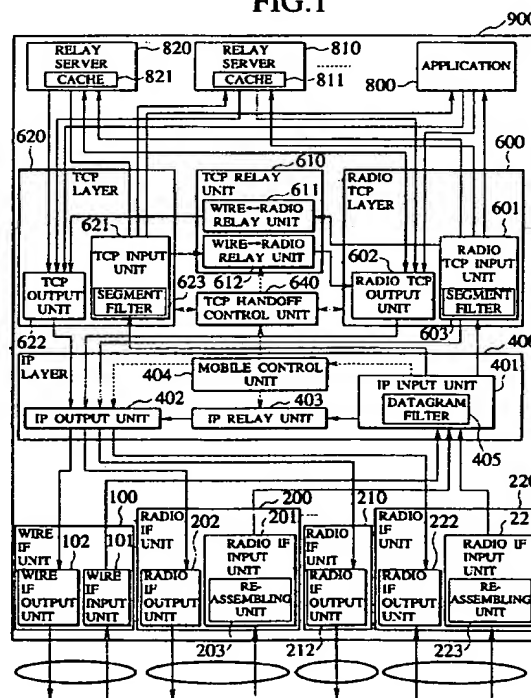 FIG.1
900
820
RELAY SERVER
CACHE
821
810
RELAY SERVER
CACHE
811
800
APPLICATION
620
TCP LAYER
621
TCP INPUT UNIT
SEGMENT FILTER
623
TCP OUTPUT UNIT
622
610
TCP RELAY UNIT
611
WIRE↔RADIO RELAY UNIT
WIRE↔RADIO RELAY UNIT
612
640
TCP HANDOFF CONTROL UNIT
600
RADIO TCP LAYER
601
RADIO TCP INPUT UNIT
SEGMENT FILTER
603
602
RADIO TCP OUTPUT UNIT
400
IP LAYER
404
MOBILE CONTROL UNIT
401
IP INPUT UNIT
DATAGRAM FILTER
405
402
IP OUTPUT UNIT
403
IP RELAY UNIT
100
WIRE IF UNIT
102
WIRE IF OUTPUT UNIT
101
WIRE IF INPUT UNIT
200
RADIO IF UNIT
202
RADIO IF OUTPUT UNIT
201
RADIO IF INPUT UNIT
RE-ASSEMBLING UNIT
203
210
RADIO IF UNIT
RADIO IF OUTPUT UNIT
212
220
RADIO IF UNIT
222
RADIO IF OUTPUT UNIT
RADIO IF INPUT UNIT
RE-ASSEMBLING UNIT
223